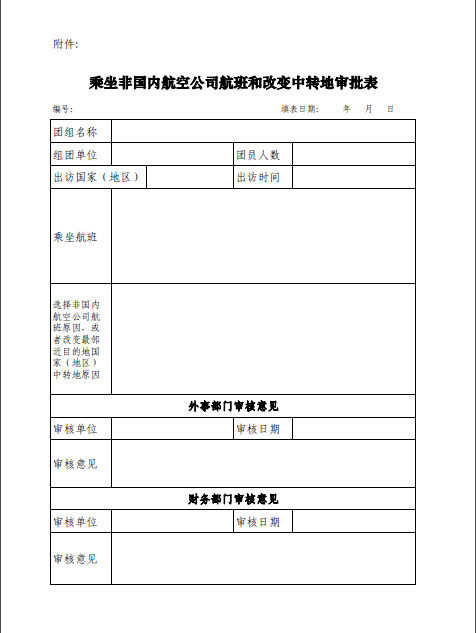 附件:
乘坐非国内航空公司航班和改变中转地审批表
编号: 填表日期: 年 月 日
团组名称
组团单位 团员人数
出访国家（地区） 出访时间
乘坐航班
选择非国内
航空公司航
班原因，或
者改变最邻
近目的地国
家（地区）
中转地原因
外事部门审核意见
审核单位 审核日期
审核意见
财务部门审核意见
审核单位 审核日期
审核意见